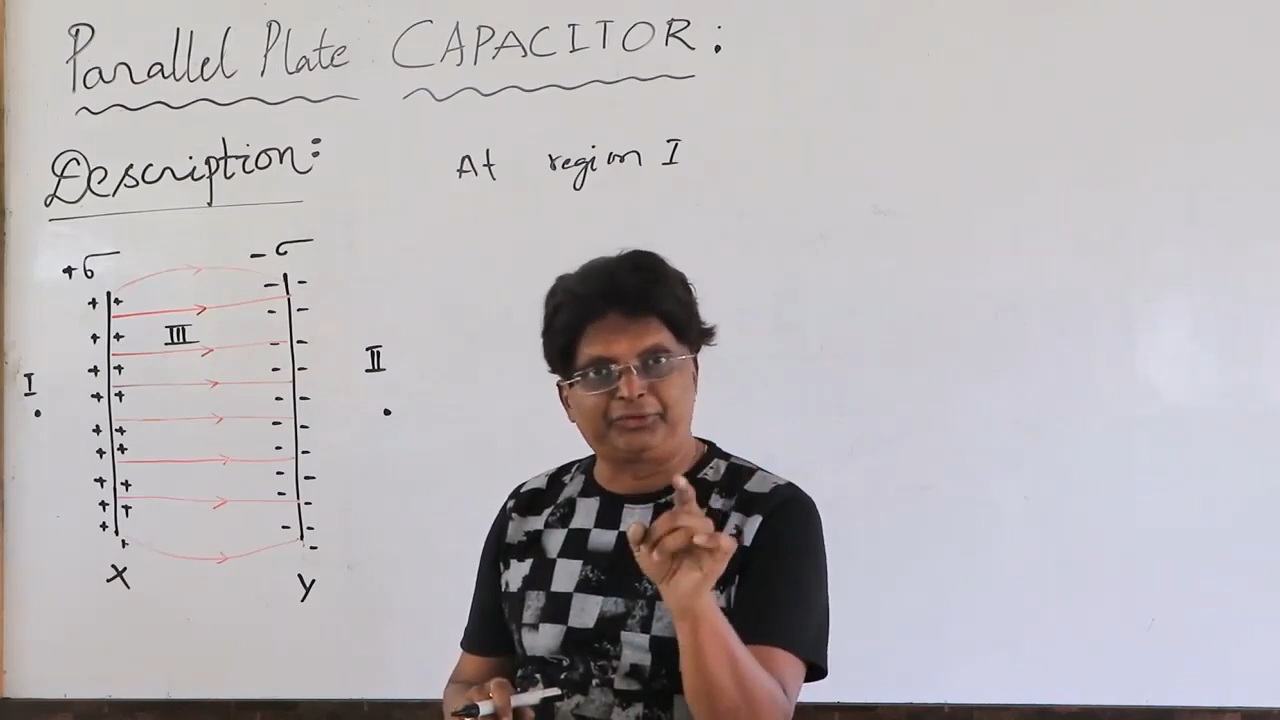 Parallel Plate CAPACITOR:
Description:
At region I
+σ
-σ
III
I
II
X
Y